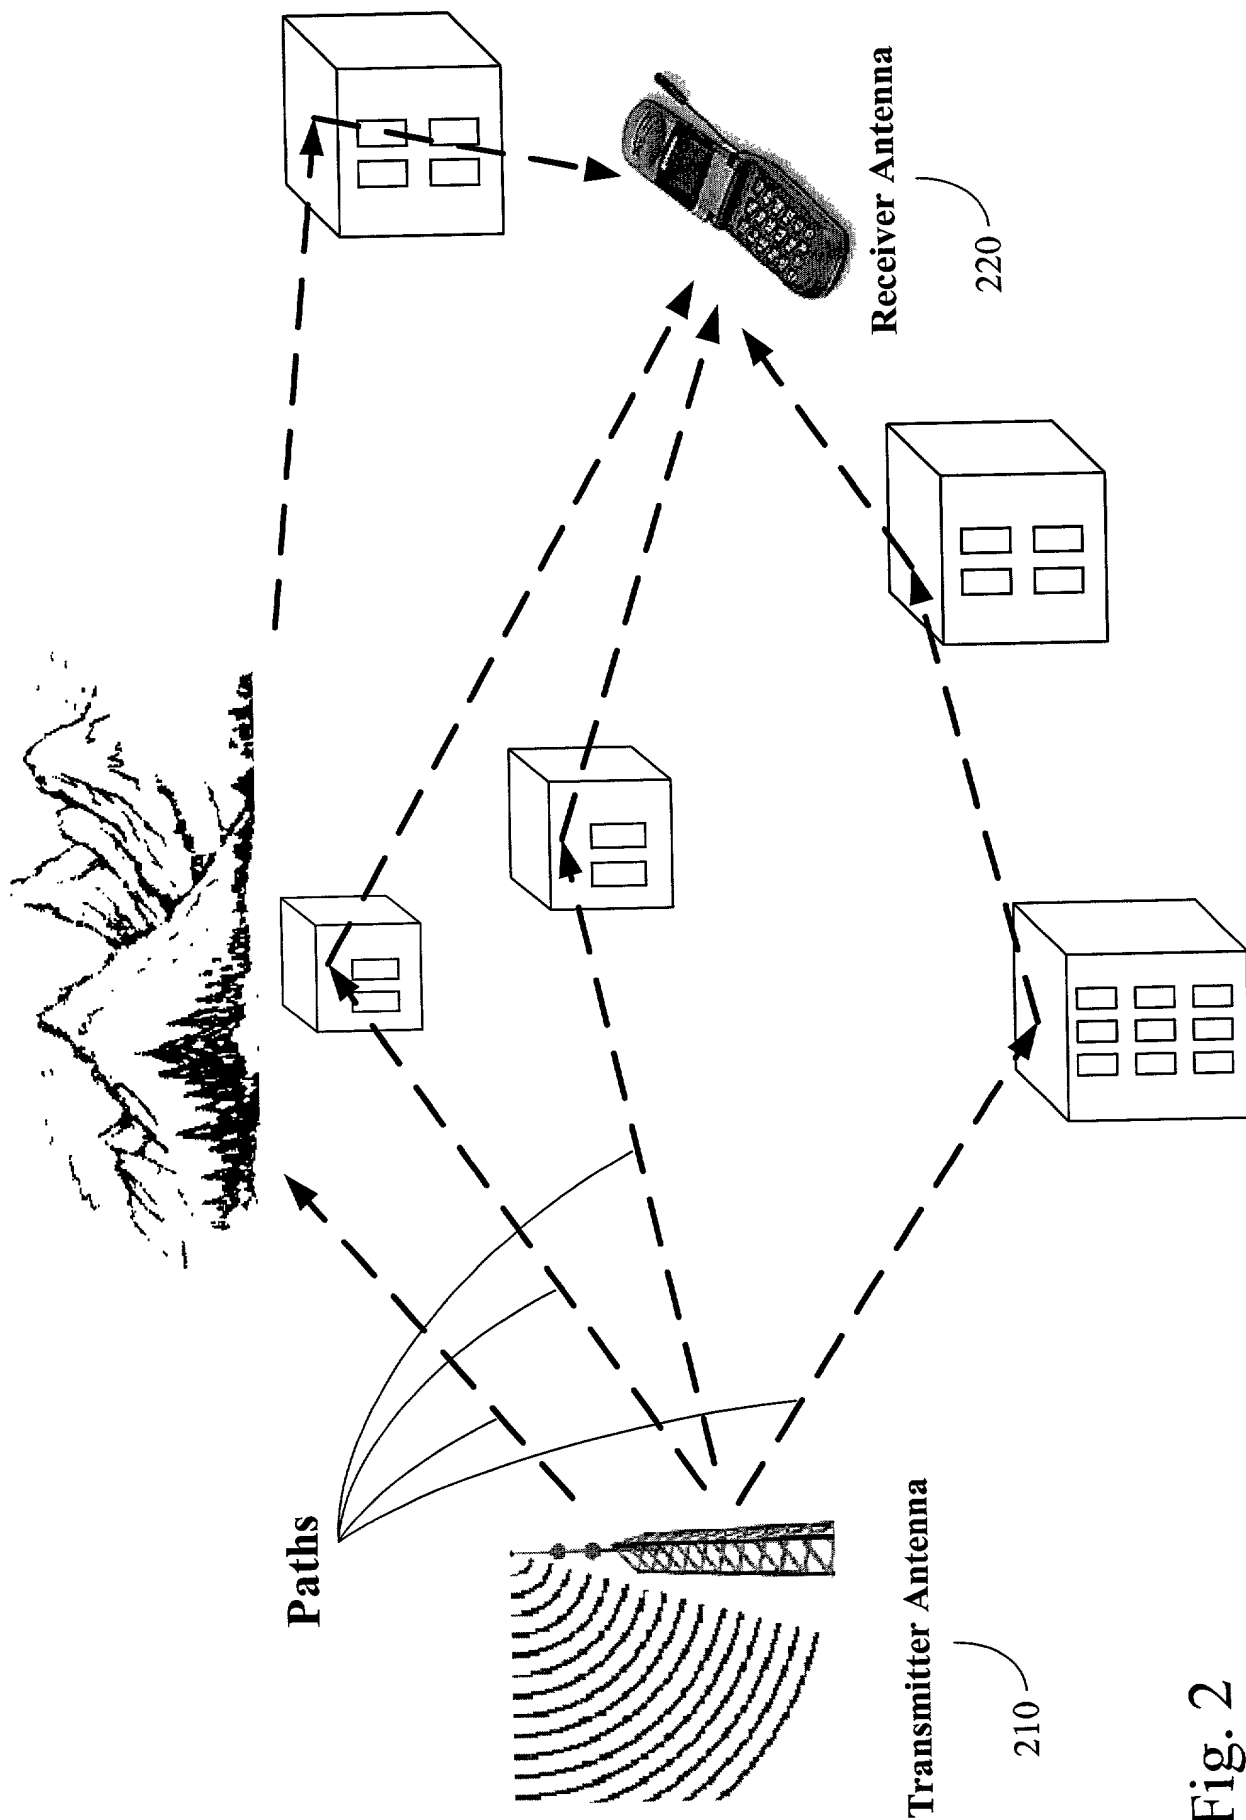 Paths
Transmitter Antenna
210
Receiver Antenna
220
Fig. 2